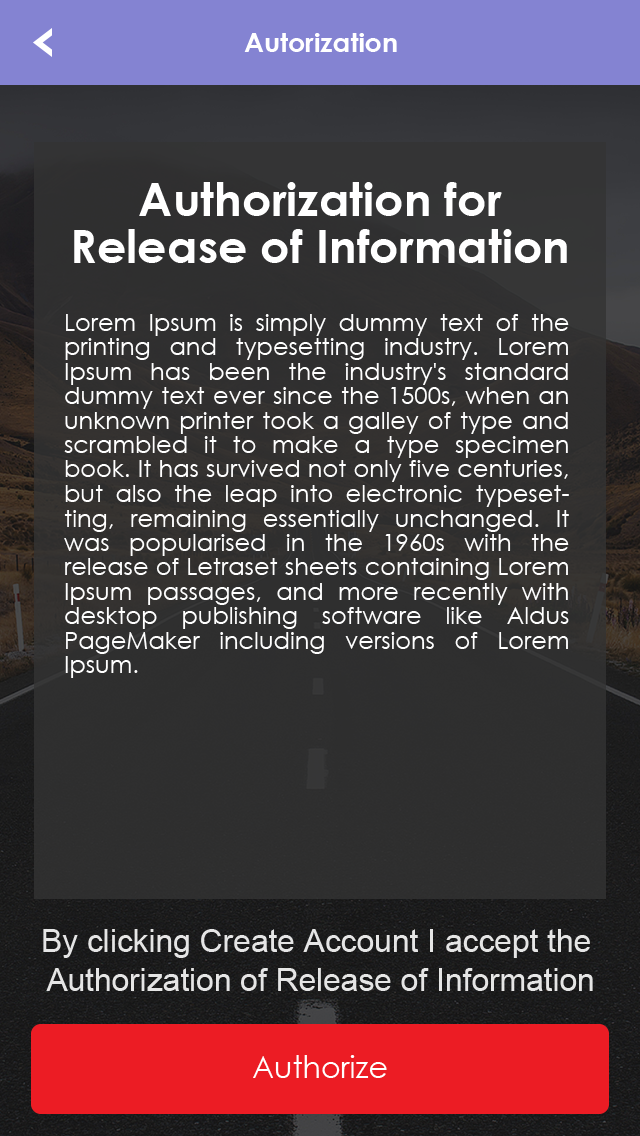 Autorization
Authorization for
Release of Information
Lorem Ipsum is simply dummy text of the
printing and typesetting industry. Lorem
Ipsum has been the industry's standard
dummy text ever since the 1500s, when an
unknown printer took a galley of type and
scrambled it to make a type specimen
book. It has survived not only five centuries,
but also the leap into electronic typeset-
ting, remaining essentially unchanged. It
was popularised in the 1960s with the
release of Letraset sheets containing Lorem
Ipsum passages, and more recently with
desktop publishing software like Aldus
PageMaker including versions of Lorem
Ipsum.
By clicking Create Account I accept the
Authorization of Release of Information
Authorize